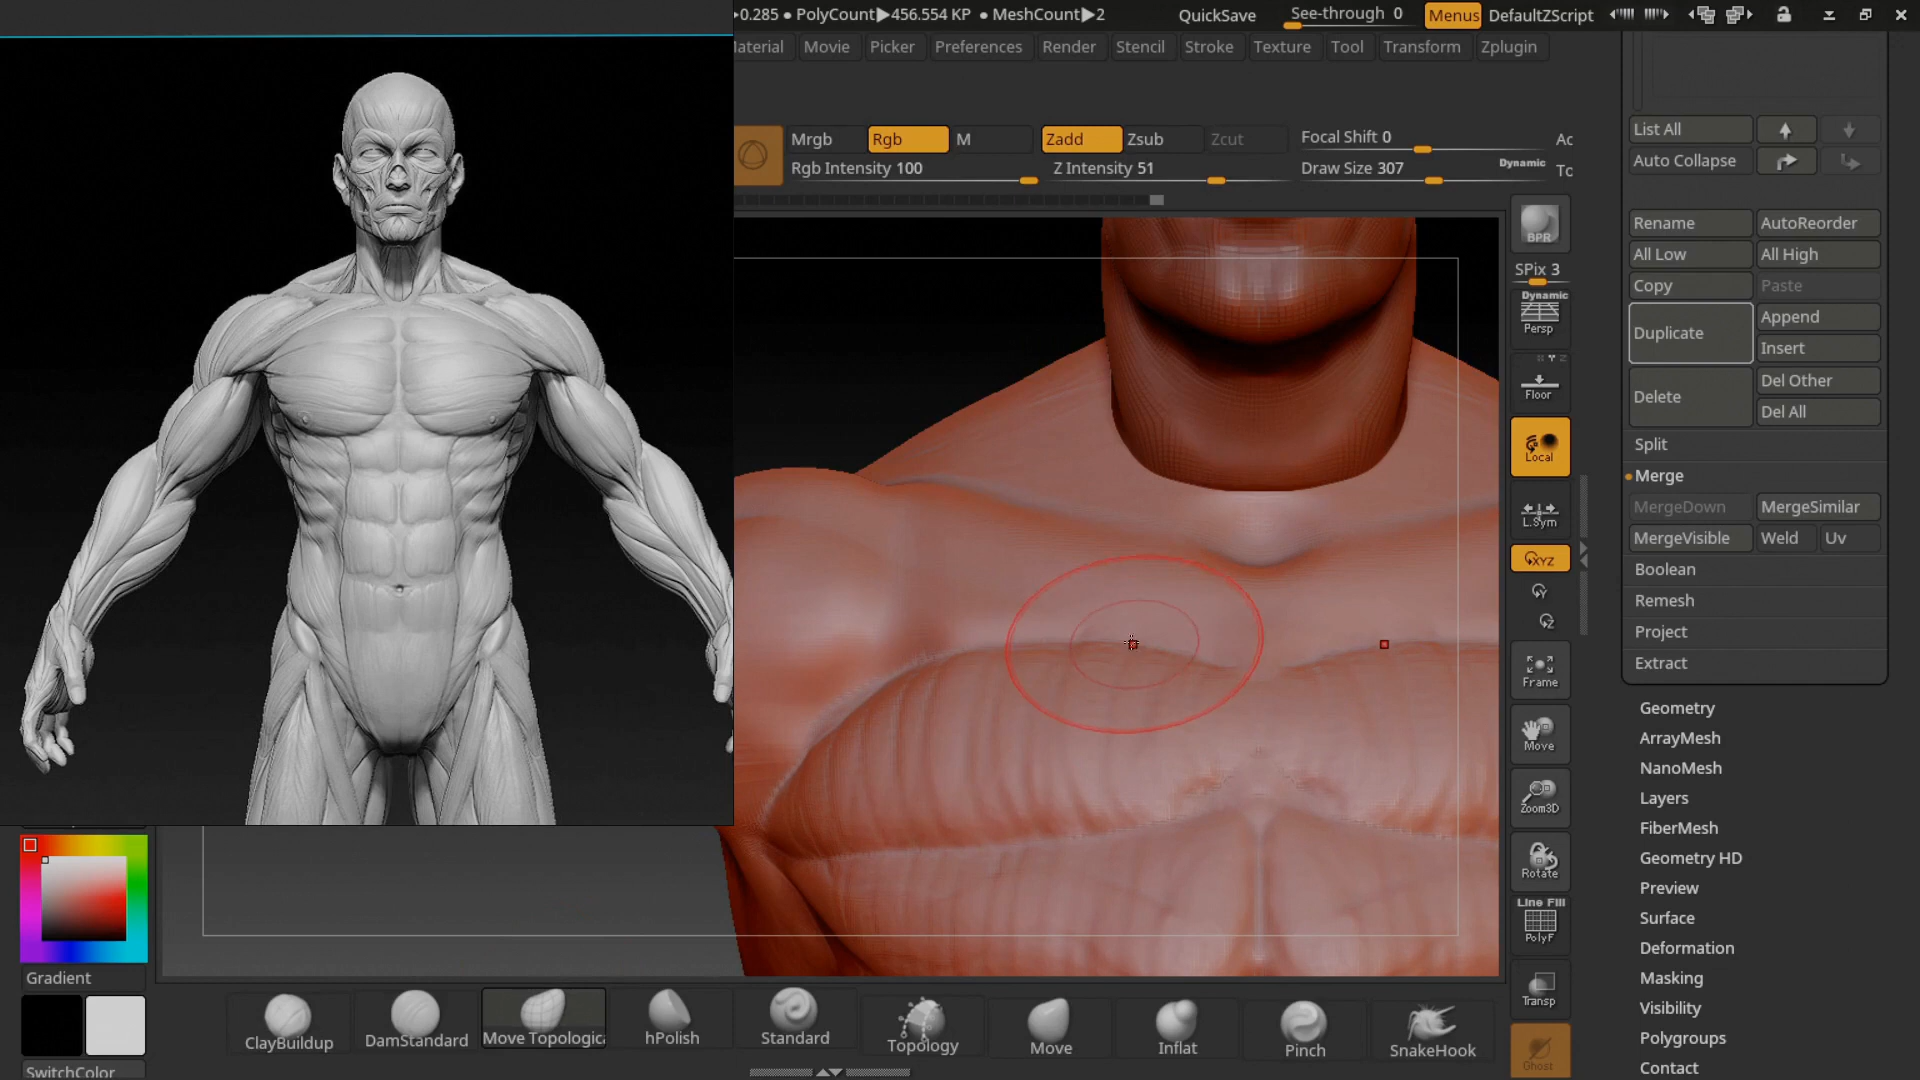 0.285 ● PolyCount▶456.554 KP ● MeshCount▶2
QuickSave
See-through 0
Menus
DefaultZScript
Movie
Picker
Preferences
Render
Stencil
Stroke
Texture
Tool
Transform
Zplugin
Mrgb
Rgb
M
Zadd
Zsub
Zcut
Focal Shift 0
Rgb Intensity 100
Z Intensity 51
Draw Size 307
Dynamic
BPR
SPix 3
Dynamic
Persp
Floor
Local
L.Sym
XYZ
Y
Z
Frame
Move
Zoom3D
Rotate
Line Fill
PolyF
Transp
Ghost
List All
Auto Collapse
Rename
AutoReorder
All Low
All High
Copy
Paste
Duplicate
Append
Insert
Delete
Del Other
Del All
Split
Merge
MergeDown
MergeSimilar
MergeVisible
Weld
Uv
Boolean
Remesh
Project
Extract
Geometry
ArrayMesh
NanoMesh
Layers
FiberMesh
Geometry HD
Preview
Surface
Deformation
Masking
Visibility
Polygroups
Contact
Gradient
SwitchColor
ClayBuildup
DamStandard
Move Topologica
hPolish
Standard
Topology
Move
Inflat
Pinch
SnakeHook